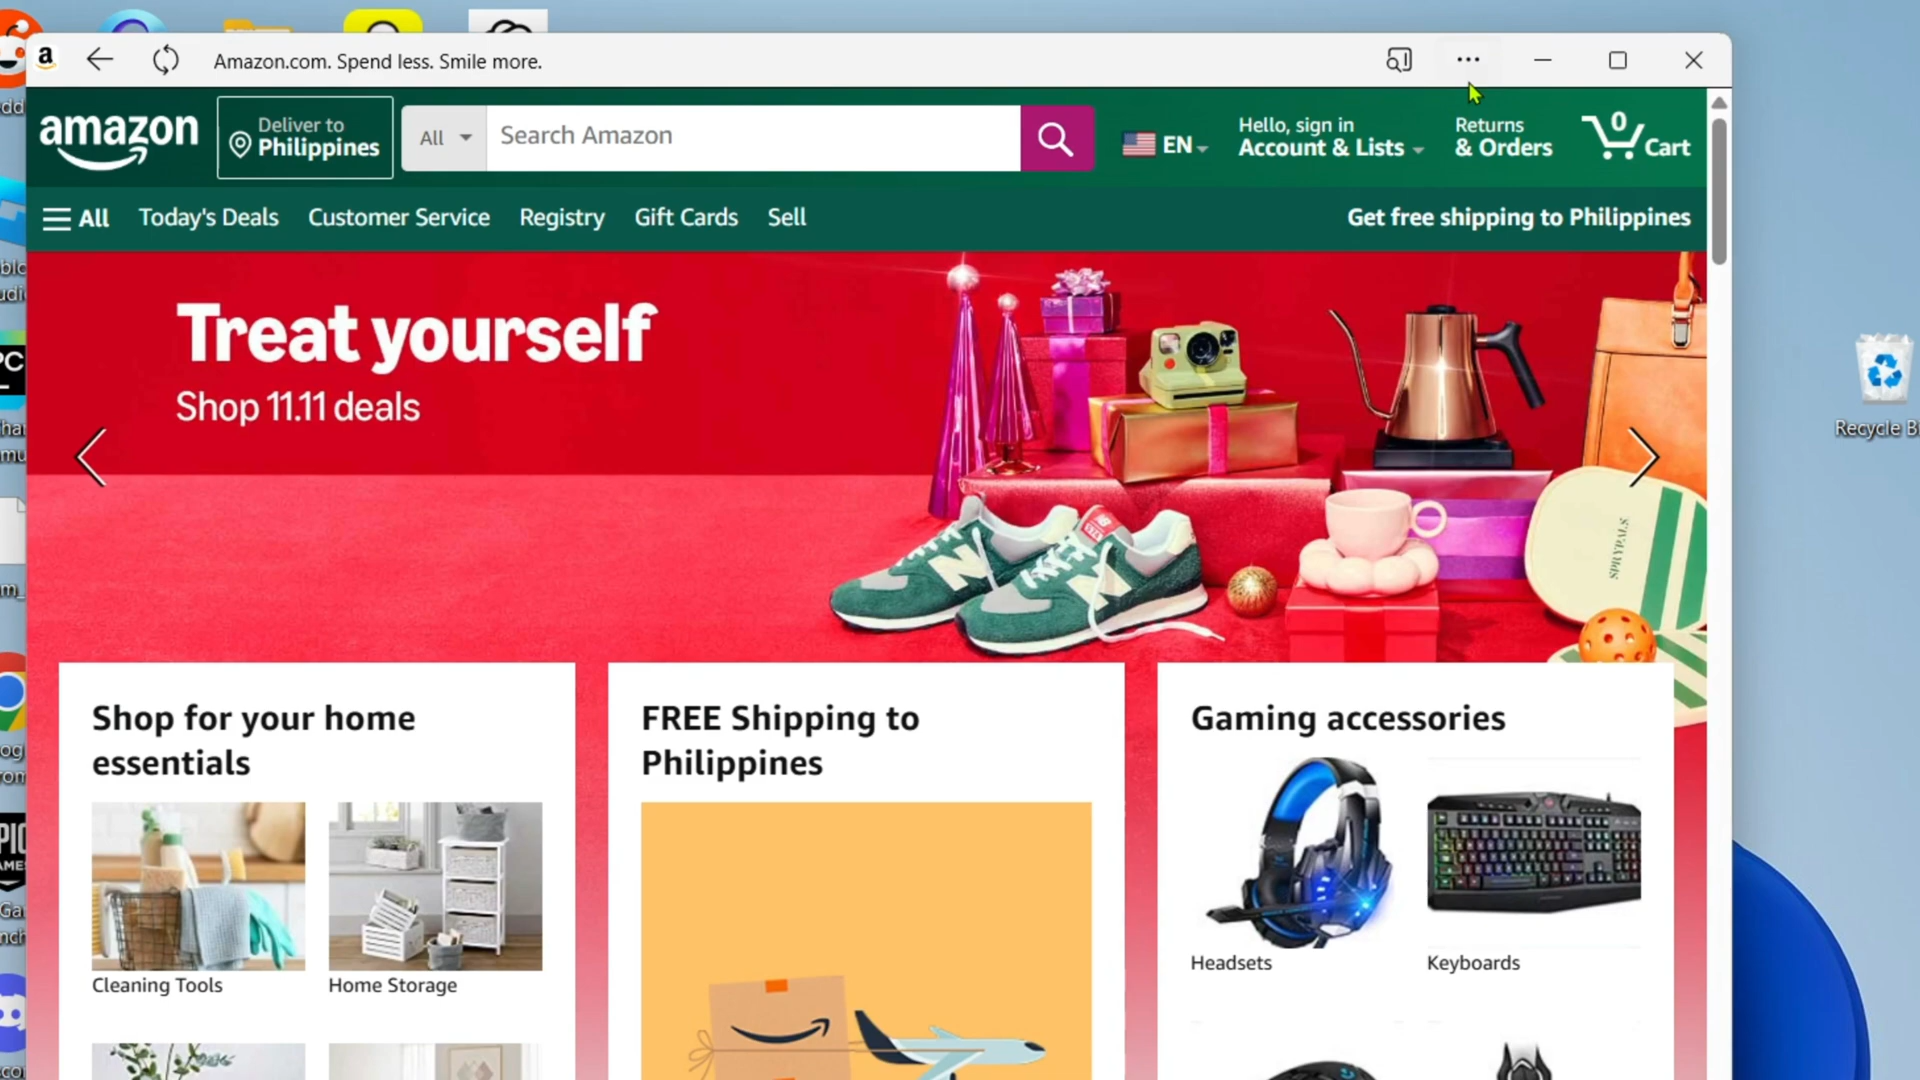 a
Amazon.com. Spend less. Smile more.
amazon
Deliver to
Philippines
All
Search Amazon
EN
Hello, sign in
Account & Lists
Returns
& Orders
0
Cart
All
Today's Deals
Customer Service
Registry
Gift Cards
Sell
Get free shipping to Philippines
Treat yourself
Shop 11.11 deals
N
N
SPRYPALS
Recycle B
Shop for your home
essentials
Cleaning Tools
Home Storage
FREE Shipping to
Philippines
Gaming accessories
Headsets
Keyboards